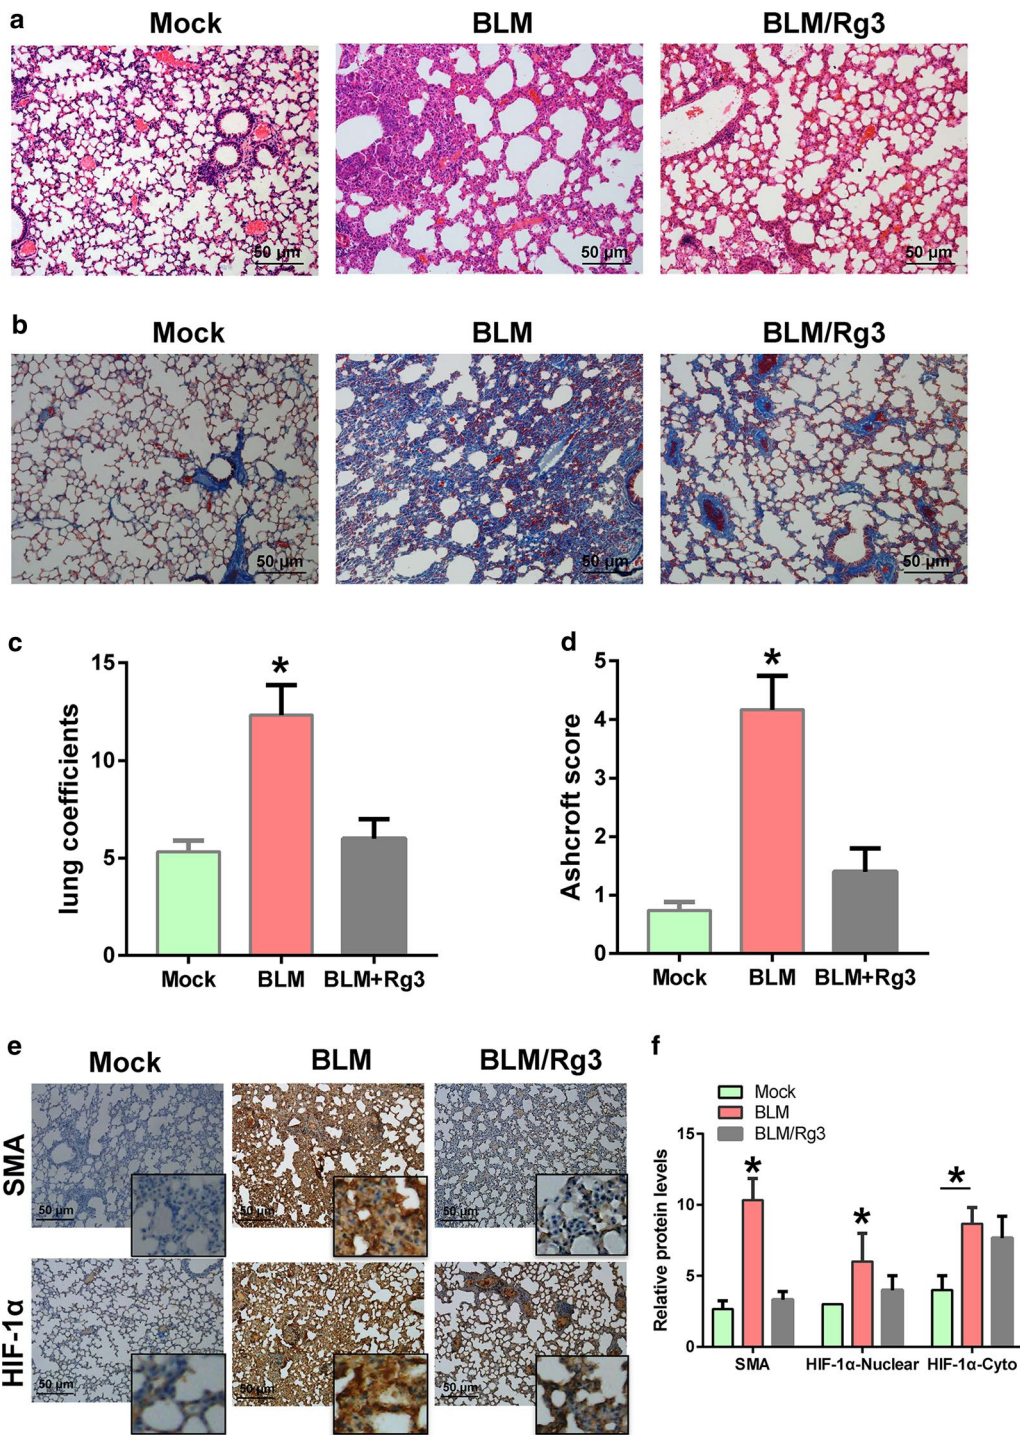 a
Mock BLM BLM/Rg3
50 µm 50 µm 50 µm
b
Mock BLM BLM/Rg3
50 µm 50 µm 50 µm
c
lung coefficients
15
10
5
0
*
Mock BLM BLM+Rg3
d
Ashcroft score
5
4
3
2
1
0
*
Mock BLM BLM+Rg3
e
Mock BLM BLM/Rg3
SMA
50 µm 50 µm 50 µm
HIF-1α
50 µm 50 µm 50 µm
f
Mock
BLM
BLM/Rg3
Relative protein levels
15
10
5
0
* * *
SMA HIF-1α-Nuclear HIF-1α-Cyto